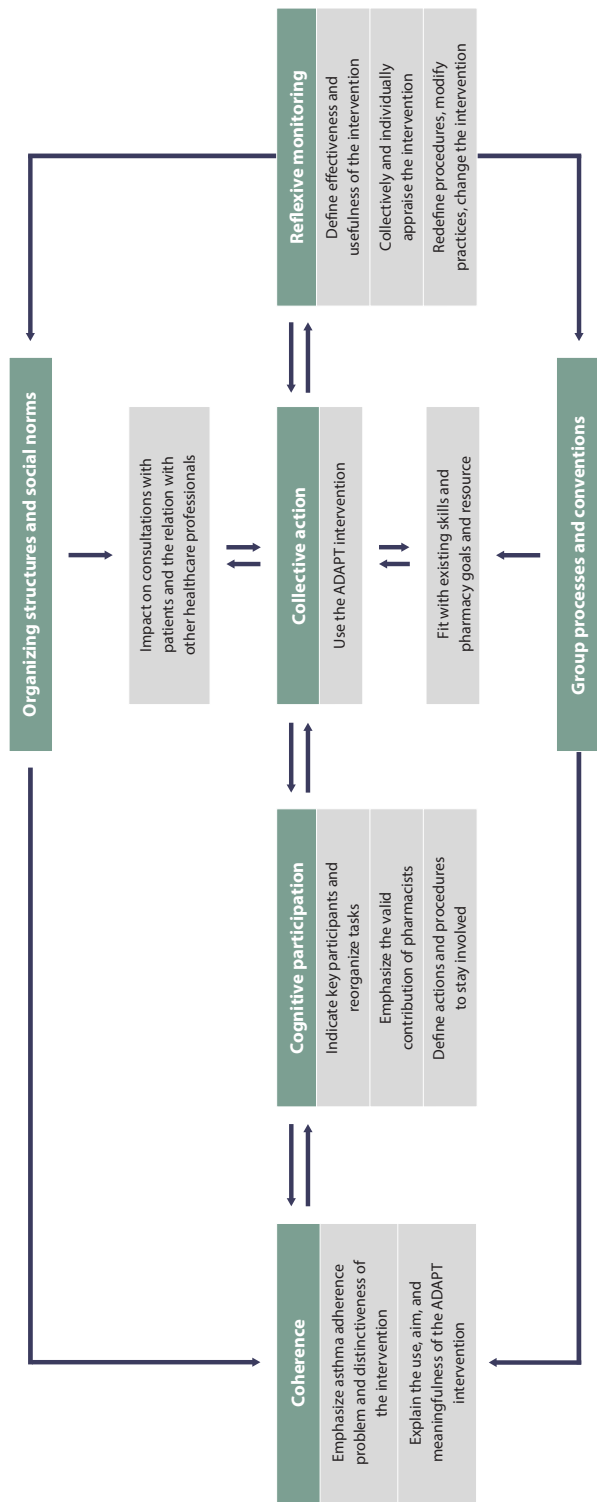 Organizing structures and social norms
Impact on consultations with
patients and the relation with
other healthcare professionals
Coherence
Emphasize asthma adherence
problem and distinctiveness of
the intervention
Explain the use, aim, and
meaningfulness of the ADAPT
intervention
Cognitive participation
Indicate key participants and
reorganize tasks
Emphasize the valid
contribution of pharmacists
Define actions and procedures
to stay involved
Collective action
Use the ADAPT intervention
Reflexive monitoring
Define effectiveness and
usefulness of the intervention
Collectively and individually
appraise the intervention
Redefine procedures, modify
practices, change the intervention
Fit with existing skills and
pharmacy goals and resource
Group processes and conventions